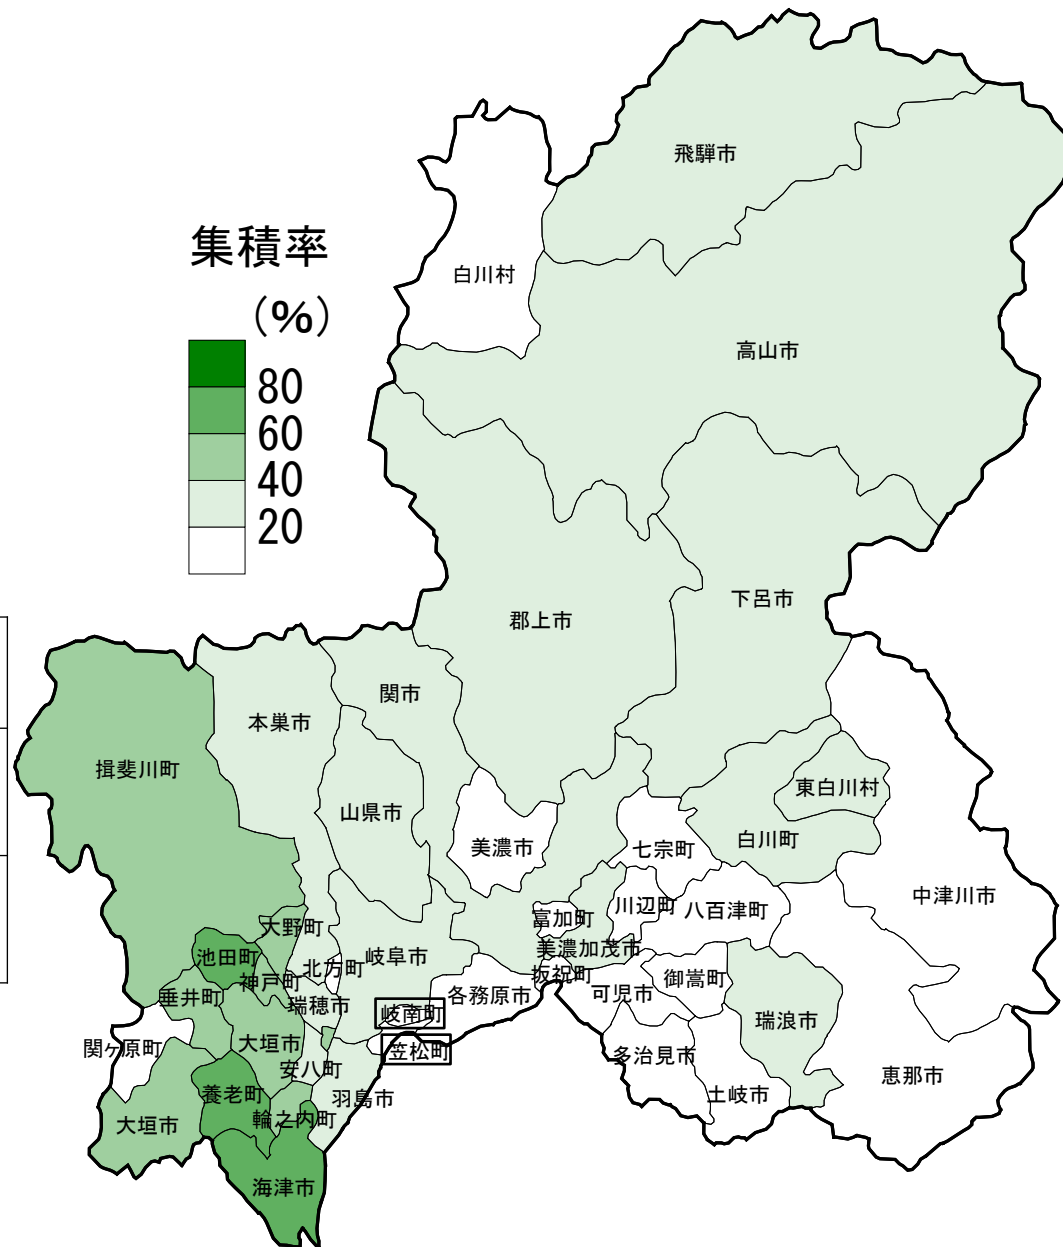 集積率
（%）
80
60
40
20
飛騨市
白川村
高山市
下呂市
郡上市
関市
本巣市
揖斐川町
山県市
東白川村
美濃市
七宗町
白川町
中津川市
川辺町
八百津町
富加町
大野町
美濃加茂市
池田町
北方町
岐阜市
坂祝町
神戸町
御嵩町
垂井町
瑞穂市
各務原市
可児市
岐南町
瑞浪市
大垣市
関ヶ原町
笠松町
多治見市
安八町
恵那市
養老町
羽島市
土岐市
輪之内町
大垣市
海津市